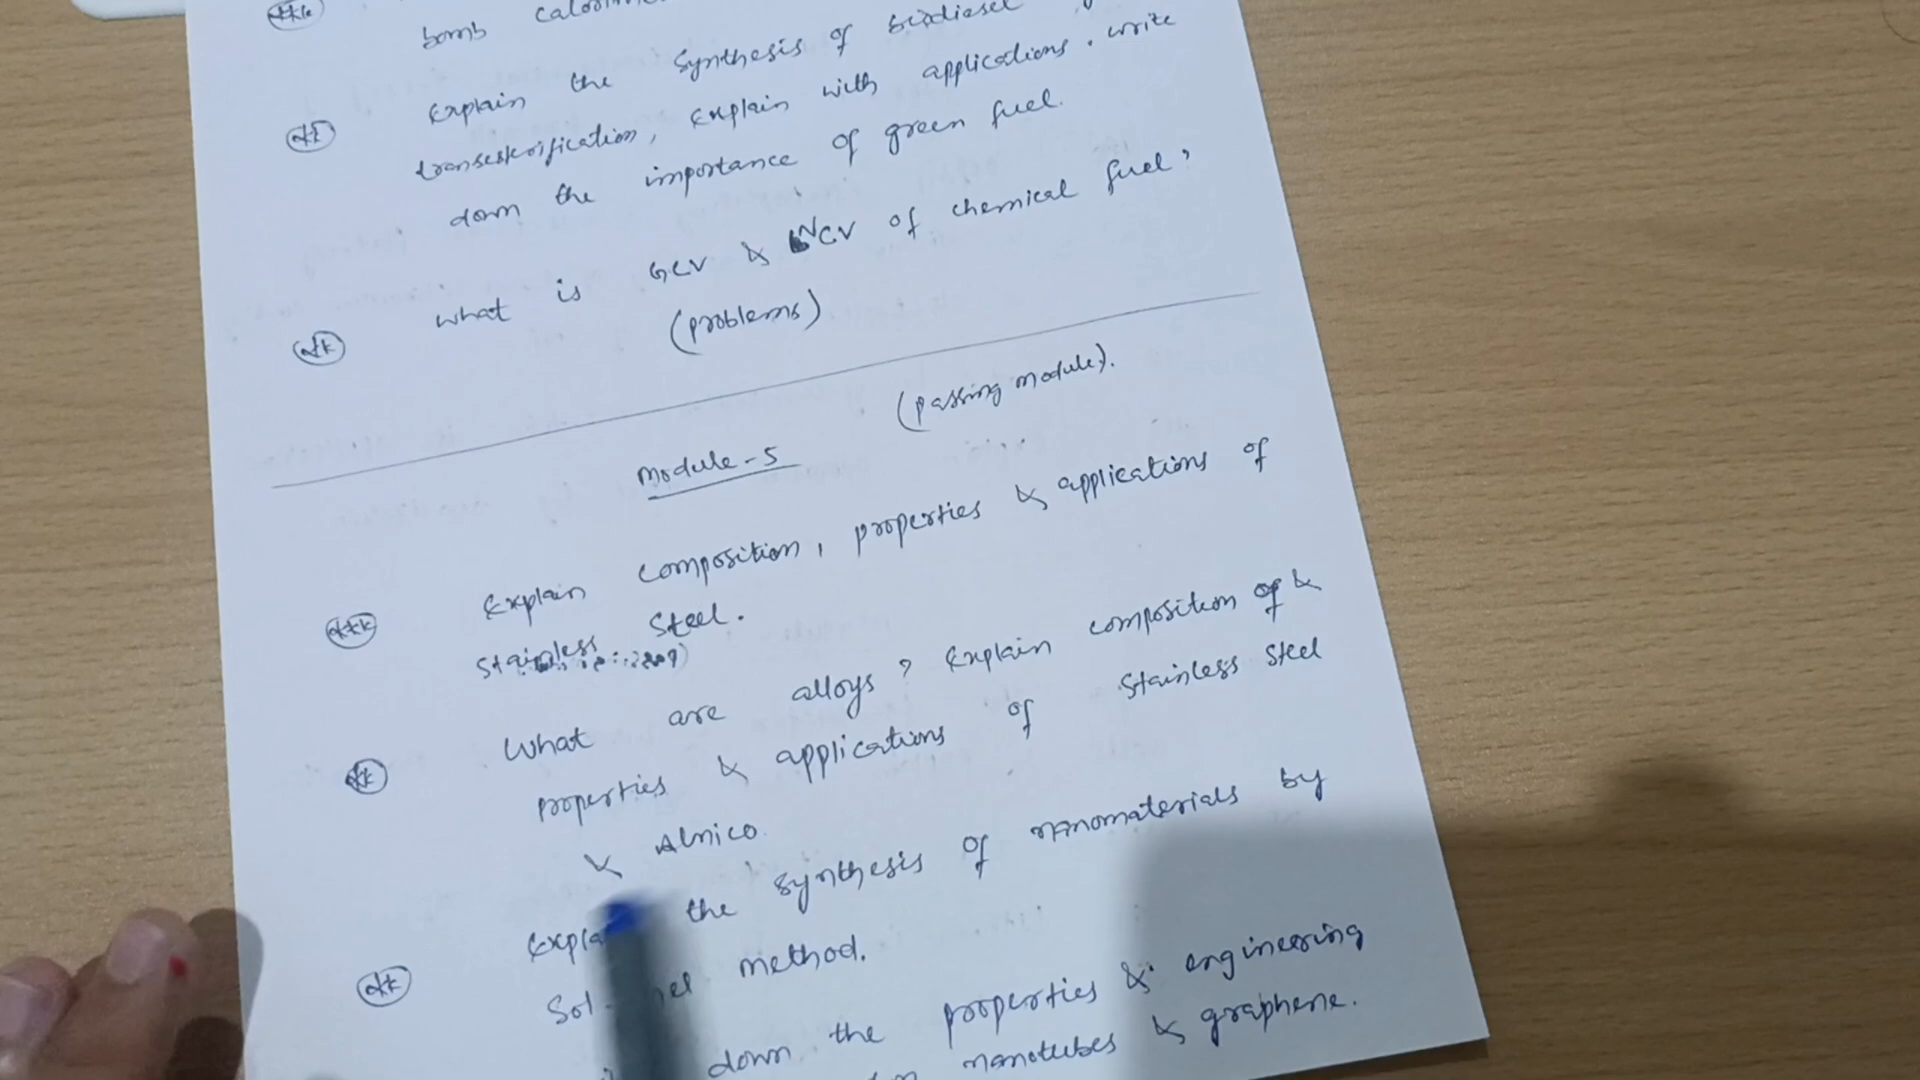 bomb
Explain the synthesis of biodiesel
transesterification, explain with applications. write
down the importance of green fuel.
What is GCV & NCV of chemical fuel?
(problems)
Module-5 (passing module).
Explain composition, properties & applications of
stainless steel.
What are alloys? Explain composition of &
properties & applications of stainless steel
& Alnico
the synthesis of nanomaterials by
Sol- method.
down the properties & engineering
nanotubes & graphene.